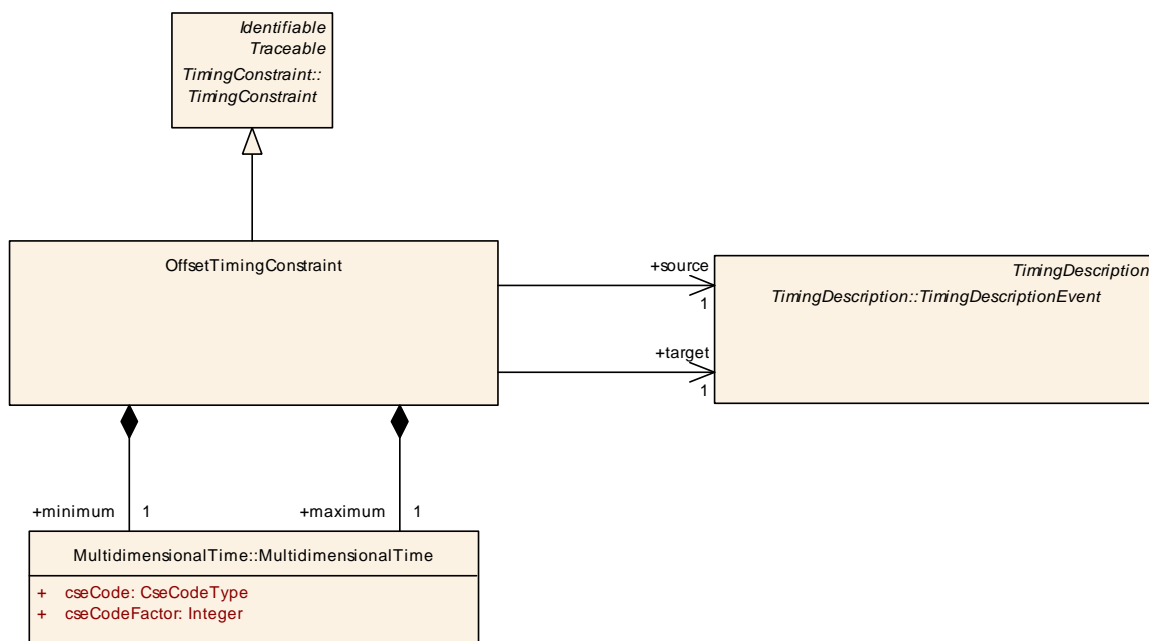 Identifiable
Traceable
TimingConstraint::
TimingConstraint
OffsetTimingConstraint
+source
1
TimingDescription
TimingDescription::TimingDescriptionEvent
+target
1
+minimum 1
+maximum 1
MultidimensionalTime::MultidimensionalTime
+ cseCode: CseCodeType
+ cseCodeFactor: Integer